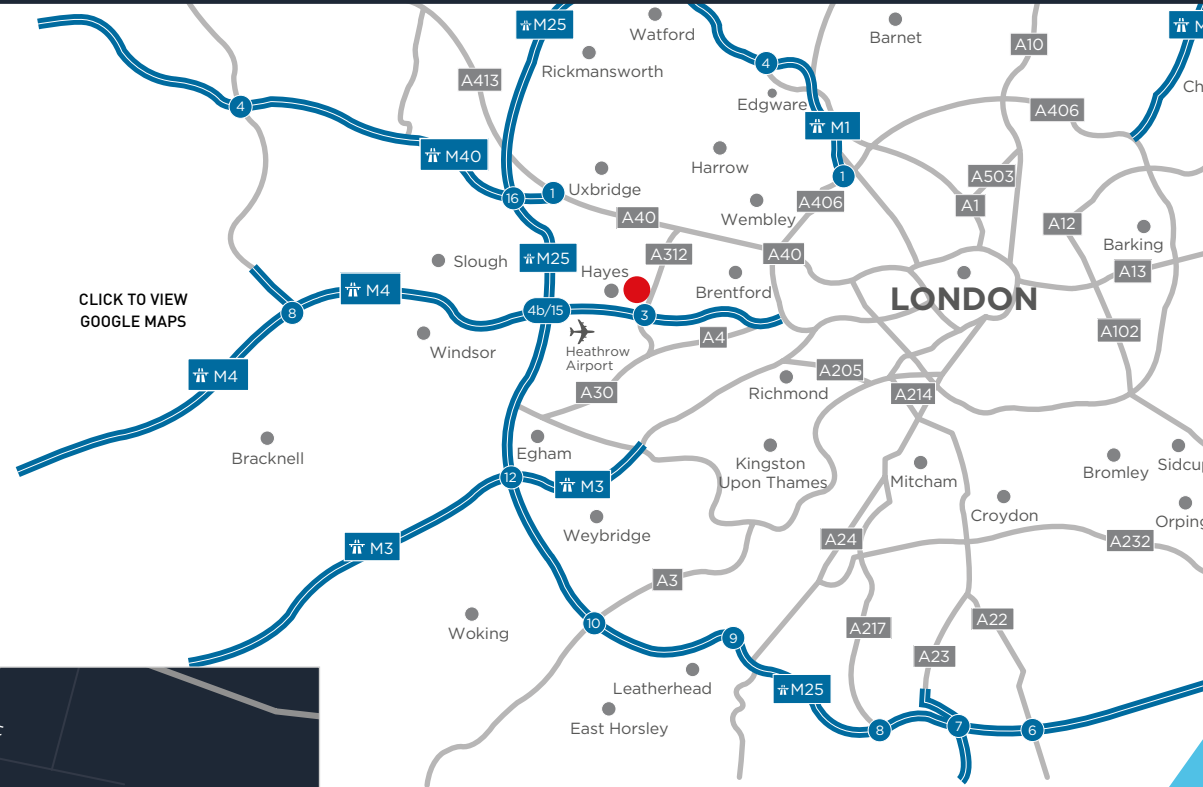 M25
Watford
Barnet
A10
Rickmansworth
A413
4
Edgware
4
A406
M1
M40
Harrow
A503
1
Uxbridge
1
16
A406
A1
A40
Wembley
A12
Barking
Slough
M25
Hayes
A312
A40
A13
Brentford
CLICK TO VIEW
GOOGLE MAPS
M4
LONDON
8
4b/15
3
A4
A102
Windsor
Heathrow
Airport
M4
A30
A205
Richmond
A214
Bracknell
Egham
Kingston
Upon Thames
Mitcham
Bromley
12
M3
Croydon
Weybridge
M3
A24
A232
A3
Woking
10
A217
A22
9
A23
Leatherhead
M25
East Horsley
8
7
6